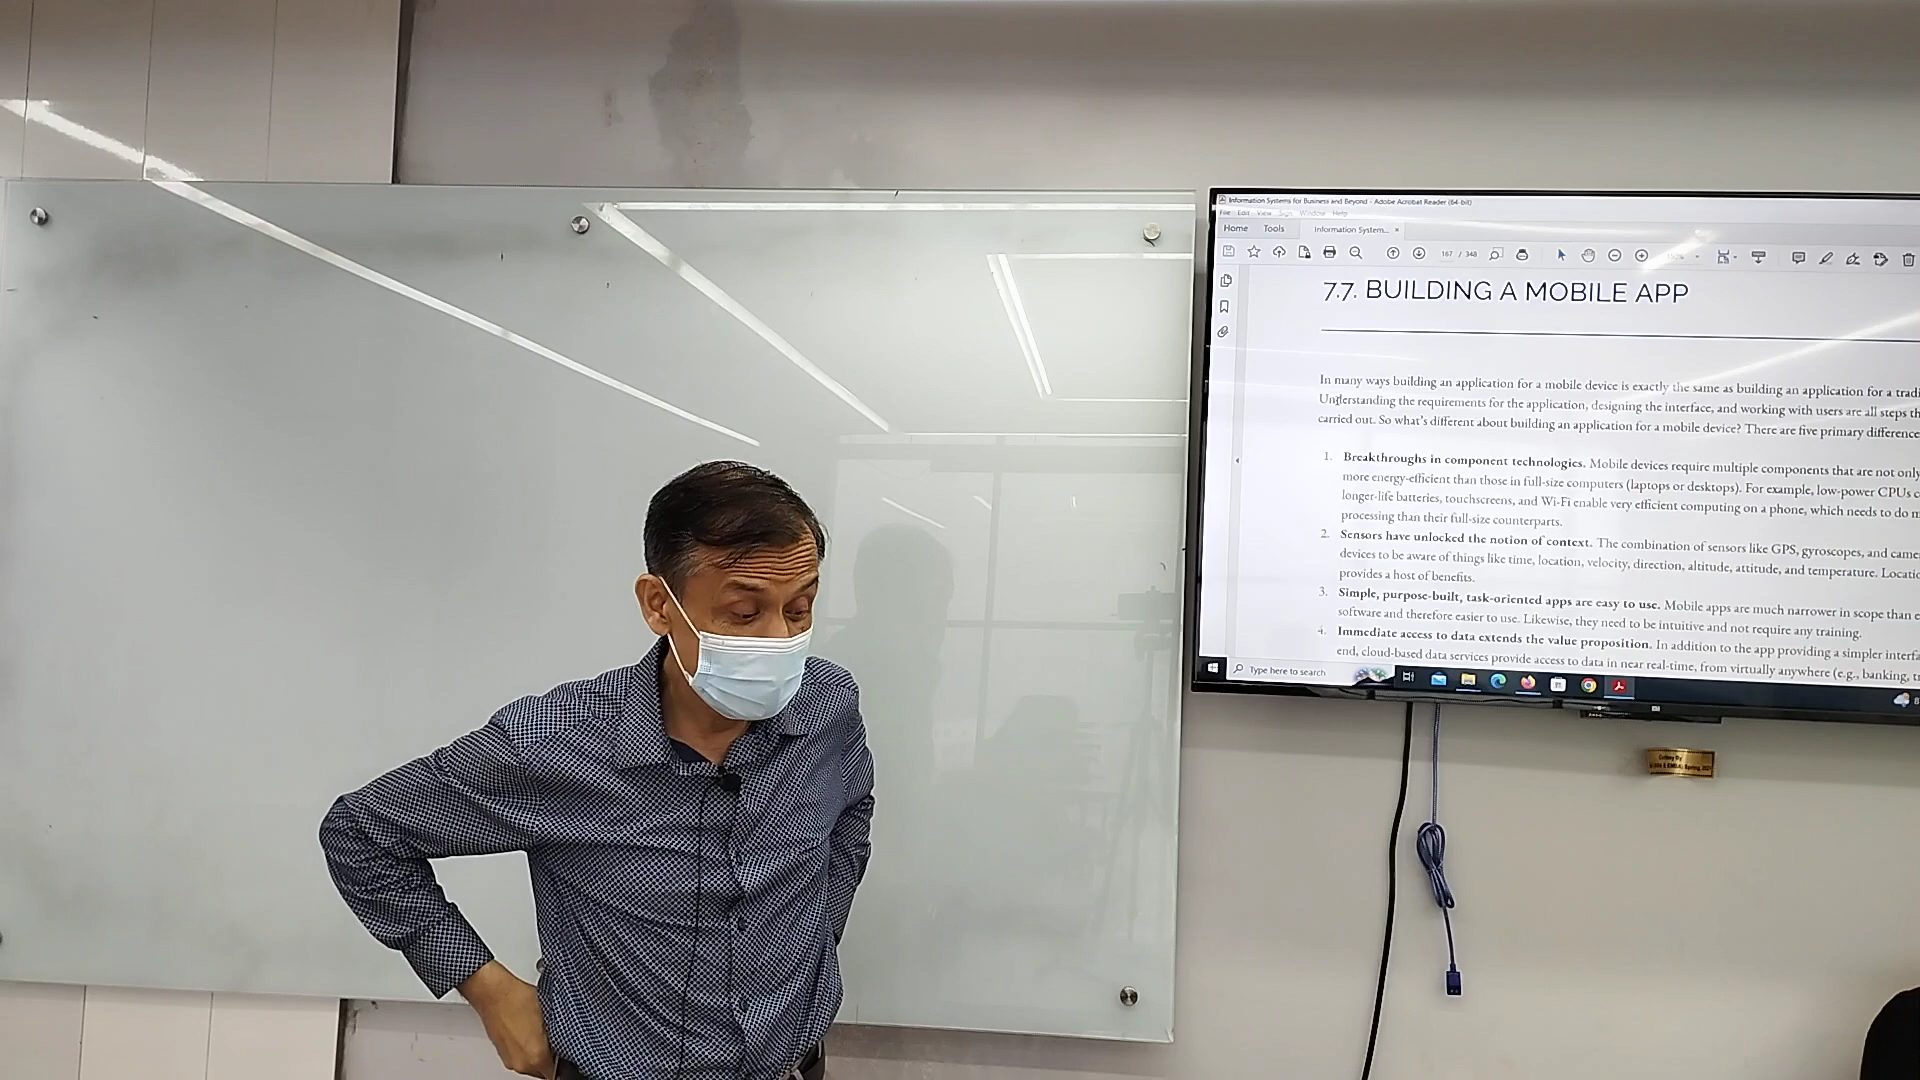 Information Systems for Business and Beyond - Adobe Acrobat Reader (64-bit)
File Edit View Sign Window Help
Home Tools Information System... ×
167 / 348
7.7. BUILDING A MOBILE APP
In many ways building an application for a mobile device is exactly the same as building an application for a tradi
Understanding the requirements for the application, designing the interface, and working with users are all steps th
carried out. So what's different about building an application for a mobile device? There are five primary difference
1. Breakthroughs in component technologies. Mobile devices require multiple components that are not only
more energy-efficient than those in full-size computers (laptops or desktops). For example, low-power CPUs c
longer-life batteries, touchscreens, and Wi-Fi enable very efficient computing on a phone, which needs to do m
processing than their full-size counterparts.
2. Sensors have unlocked the notion of context. The combination of sensors like GPS, gyroscopes, and came
devices to be aware of things like time, location, velocity, direction, altitude, attitude, and temperature. Locatio
provides a host of benefits.
3. Simple, purpose-built, task-oriented apps are easy to use. Mobile apps are much narrower in scope than e
software and therefore easier to use. Likewise, they need to be intuitive and not require any training.
4. Immediate access to data extends the value proposition. In addition to the app providing a simpler interfa
end, cloud-based data services provide access to data in near real-time, from virtually anywhere (e.g., banking, tr
Type here to search